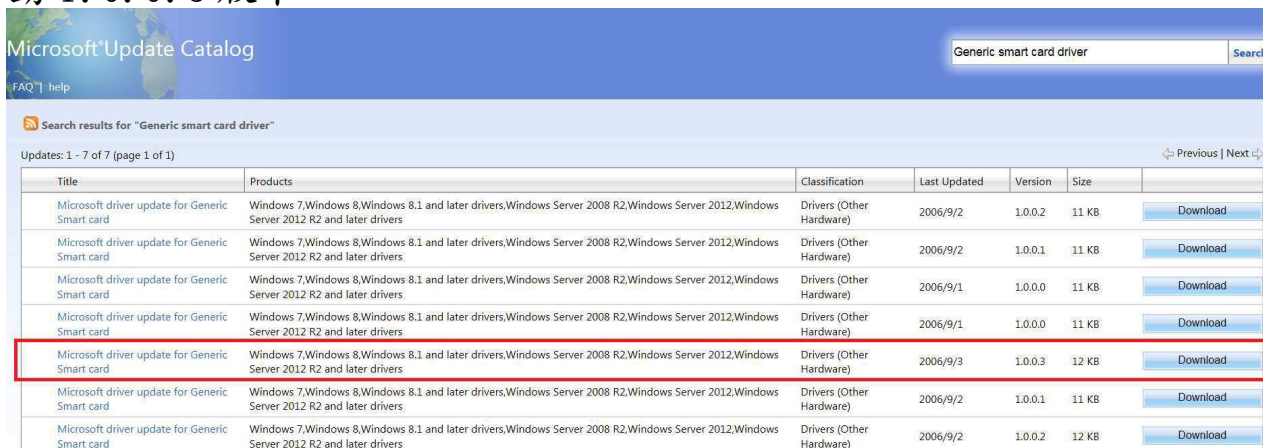 1.0.0.3 版本
Microsoft Update Catalog
Generic smart card driver
Search
FAQ | help
Search results for "Generic smart card driver"
Updates: 1 - 7 of 7 (page 1 of 1)
Previous | Next
Title Products Classification Last Updated Version Size
Microsoft driver update for Generic Windows 7,Windows 8,Windows 8.1 and later drivers,Windows Server 2008 R2,Windows Server 2012,Windows Drivers (Other
Smart card Server 2012 R2 and later drivers Hardware) 2006/9/2 1.0.0.2 11 KB Download
Microsoft driver update for Generic Windows 7,Windows 8,Windows 8.1 and later drivers,Windows Server 2008 R2,Windows Server 2012,Windows Drivers (Other
Smart card Server 2012 R2 and later drivers Hardware) 2006/9/2 1.0.0.1 11 KB Download
Microsoft driver update for Generic Windows 7,Windows 8,Windows 8.1 and later drivers,Windows Server 2008 R2,Windows Server 2012,Windows Drivers (Other
Smart card Server 2012 R2 and later drivers Hardware) 2006/9/1 1.0.0.0 11 KB Download
Microsoft driver update for Generic Windows 7,Windows 8,Windows 8.1 and later drivers,Windows Server 2008 R2,Windows Server 2012,Windows Drivers (Other
Smart card Server 2012 R2 and later drivers Hardware) 2006/9/1 1.0.0.0 11 KB Download
Microsoft driver update for Generic Windows 7,Windows 8,Windows 8.1 and later drivers,Windows Server 2008 R2,Windows Server 2012,Windows Drivers (Other
Smart card Server 2012 R2 and later drivers Hardware) 2006/9/3 1.0.0.3 12 KB Download
Microsoft driver update for Generic Windows 7,Windows 8,Windows 8.1 and later drivers,Windows Server 2008 R2,Windows Server 2012,Windows Drivers (Other
Smart card Server 2012 R2 and later drivers Hardware) 2006/9/2 1.0.0.1 11 KB Download
Microsoft driver update for Generic Windows 7,Windows 8,Windows 8.1 and later drivers,Windows Server 2008 R2,Windows Server 2012,Windows Drivers (Other
Smart card Server 2012 R2 and later drivers Hardware) 2006/9/2 1.0.0.2 12 KB Download